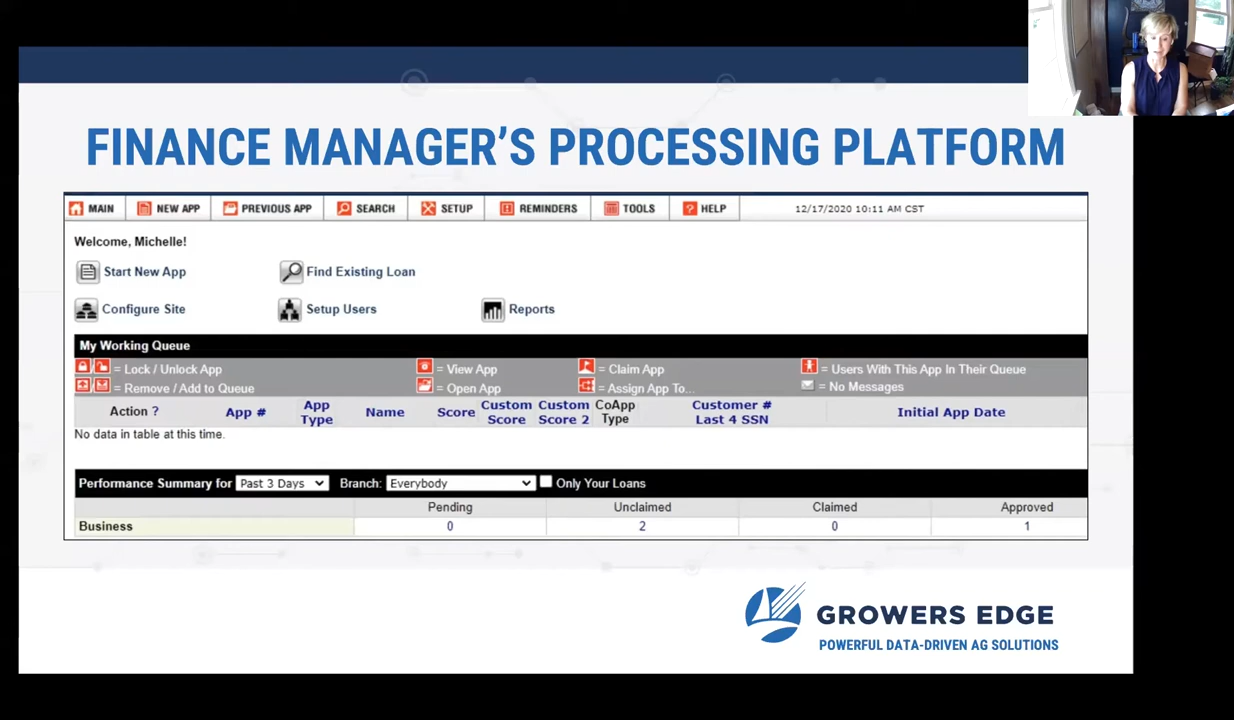 FINANCE MANAGER'S PROCESSING PLATFORM
MAIN NEW APP PREVIOUS APP SEARCH SETUP REMINDERS TOOLS HELP 12/17/2020 10:11 AM CST
Welcome, Michelle!
Start New App Find Existing Loan
Configure Site Setup Users Reports
My Working Queue
= Lock / Unlock App = View App = Claim App = Users With This App In Their Queue
= Remove / Add to Queue = Open App = Assign App To... = No Messages
Action ? App # App Type Name Score Custom Score Custom Score 2 CoApp Type Customer # Last 4 SSN Initial App Date
No data in table at this time.
Performance Summary for Past 3 Days Branch: Everybody Only Your Loans
Pending Unclaimed Claimed Approved
Business 0 2 0 1
GROWERS EDGE
POWERFUL DATA-DRIVEN AG SOLUTIONS